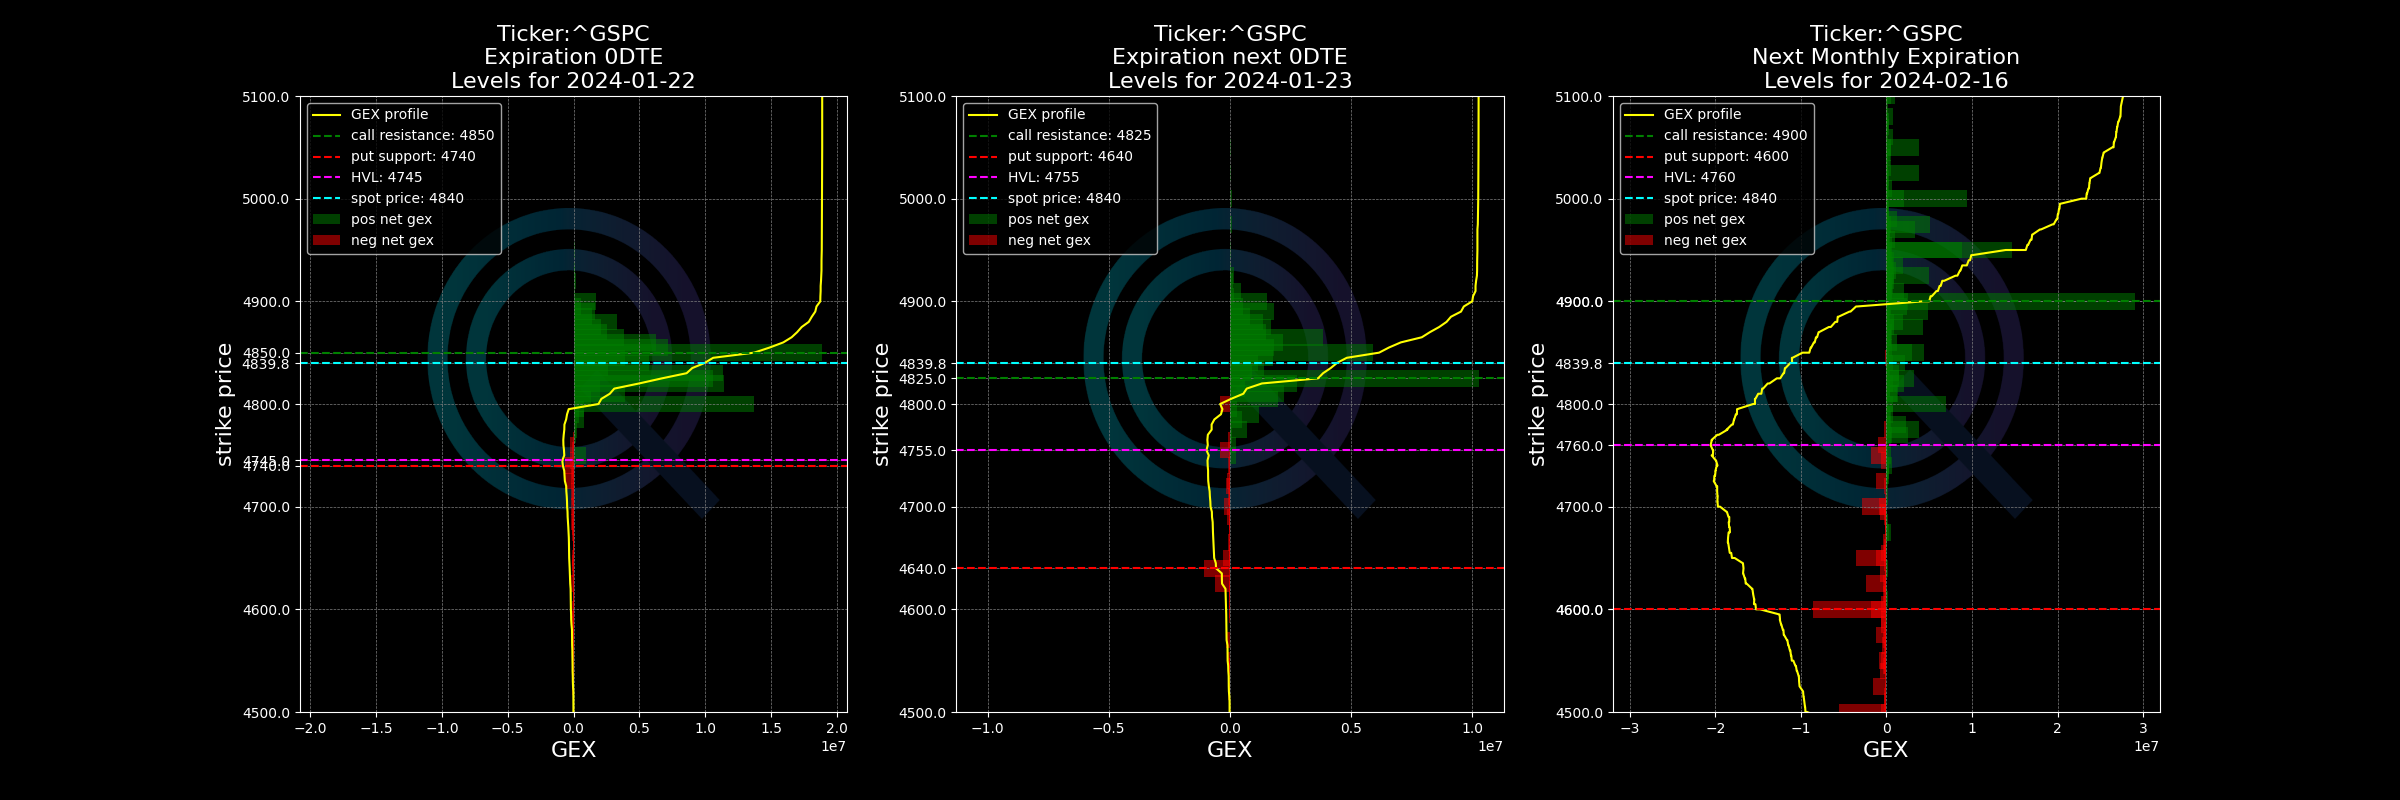 Ticker:^GSPC
Expiration 0DTE
Levels for 2024-01-22
GEX profile
call resistance: 4850
put support: 4740
HVL: 4745
spot price: 4840
pos net gex
neg net gex
5100.0
5000.0
4900.0
4850.0
4839.8
4800.0
4745.0
4740.0
4700.0
4600.0
4500.0
strike price
−2.0 −1.5 −1.0 −0.5 0.0 0.5 1.0 1.5 2.0
1e7
GEX
Ticker:^GSPC
Expiration next 0DTE
Levels for 2024-01-23
GEX profile
call resistance: 4825
put support: 4640
HVL: 4755
spot price: 4840
pos net gex
neg net gex
5100.0
5000.0
4900.0
4839.8
4825.0
4800.0
4755.0
4700.0
4640.0
4600.0
4500.0
strike price
−1.0 −0.5 0.0 0.5 1.0
1e7
GEX
Ticker:^GSPC
Next Monthly Expiration
Levels for 2024-02-16
GEX profile
call resistance: 4900
put support: 4600
HVL: 4760
spot price: 4840
pos net gex
neg net gex
5100.0
5000.0
4900.0
4839.8
4800.0
4760.0
4700.0
4600.0
4500.0
strike price
−3 −2 −1 0 1 2 3
1e7
GEX